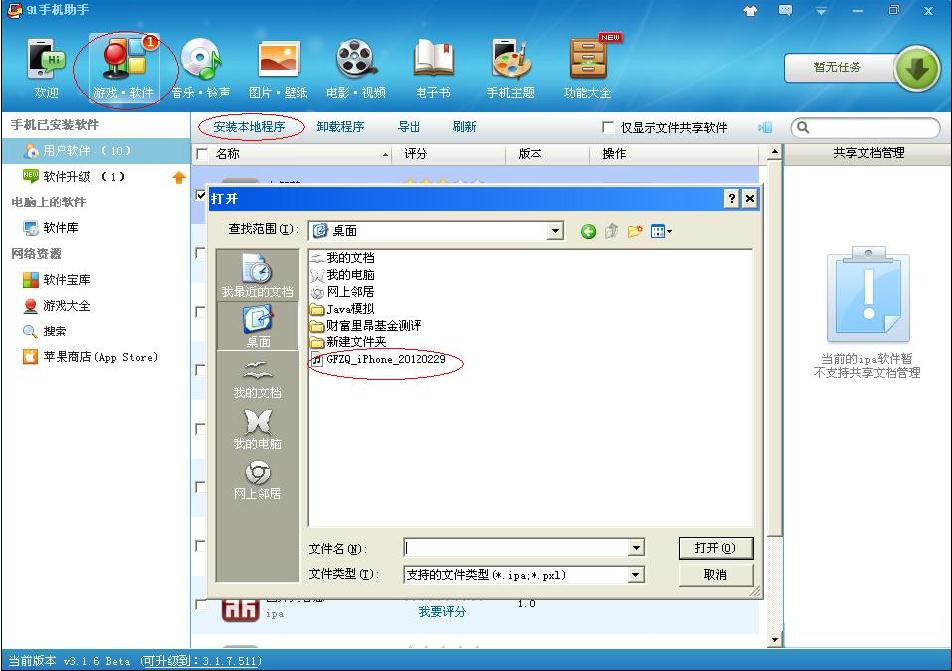 91手机助手
Hi
1
NEW
欢迎
游戏·软件
音乐·铃声
图片·壁纸
电影·视频
电子书
手机主题
功能大全
暂无任务
手机已安装软件
用户软件 (10)
NEW 软件升级 (1)
电脑上的软件
软件库
网络资源
软件宝库
游戏大全
搜索
苹果商店(App Store)
安装本地程序 卸载程序 导出 刷新 仅显示文件共享软件
名称 评分 版本 操作
共享文档管理
打开
查找范围(I): 桌面
我最近的文档
桌面
我的文档
我的电脑
网上邻居
我的文档
我的电脑
网上邻居
Java模拟
财富里昂基金测评
新建文件夹
GFZQ_iPhone_20120229
文件名(N): 打开(O)
文件类型(T): 支持的文件类型(*.ipa;*.pxl) 取消
ipa 我要评分 1.0
当前的ipa软件暂
不支持共享文档管理
当前版本 v3.1.6 Beta (可升级到:3.1.7.511)